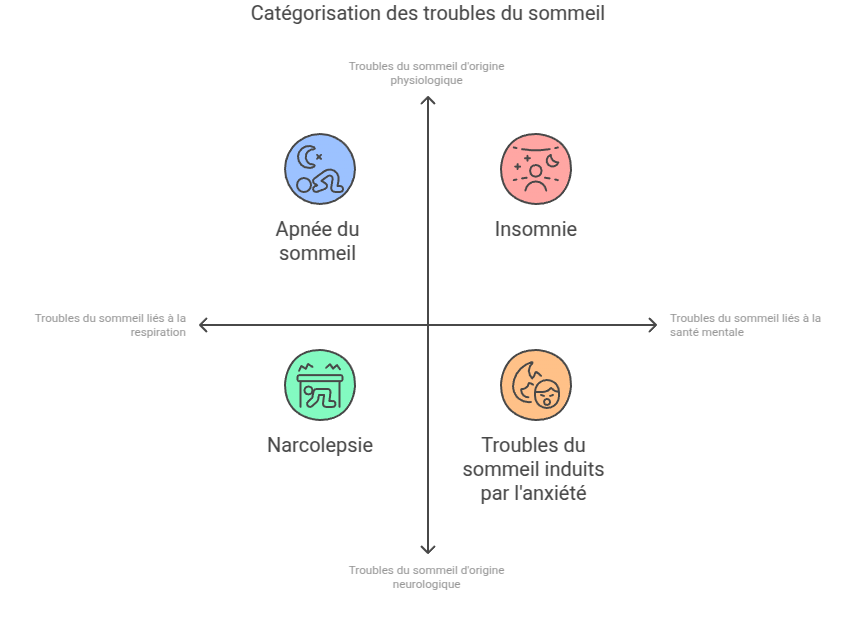 Catégorisation des troubles du sommeil
Troubles du sommeil d'origine
physiologique
Apnée du
sommeil
Insomnie
Troubles du sommeil liés à la
respiration
Troubles du sommeil liés à la
santé mentale
Narcolepsie
Troubles du
sommeil induits
par l'anxiété
Troubles du sommeil d'origine
neurologique